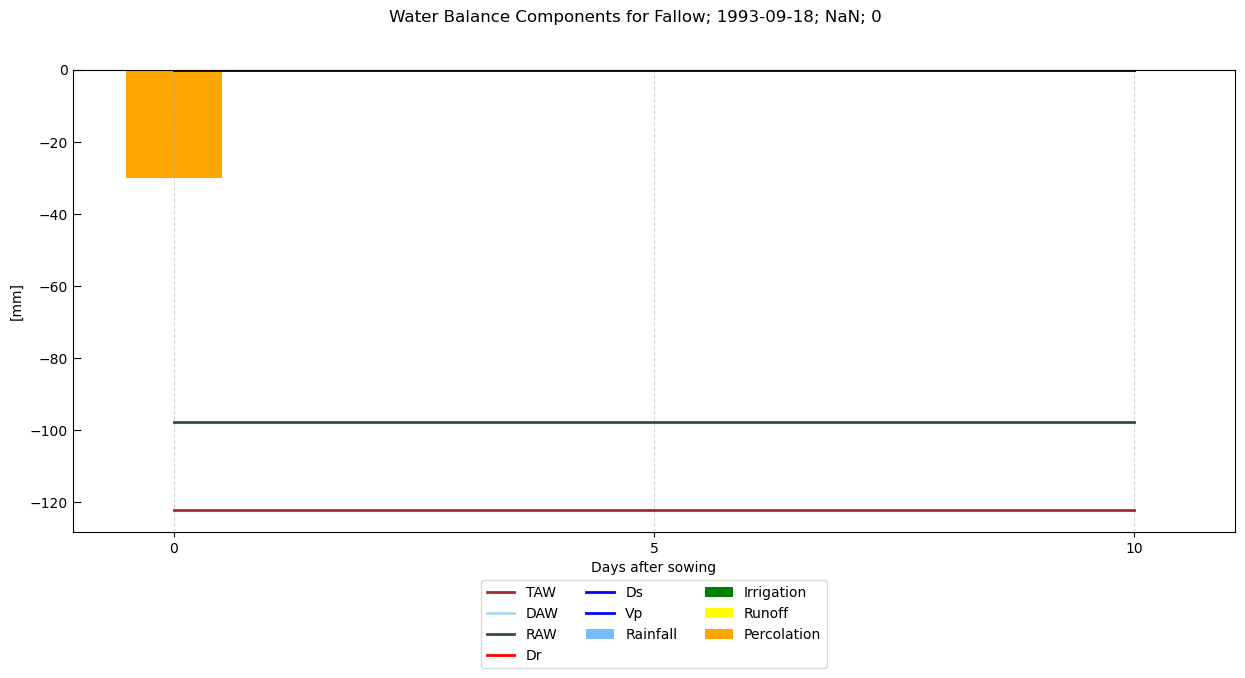 Water Balance Components for Fallow; 1993-09-18; NaN; 0
0
−20
−40
−60
−80
−100
−120
[mm]
0 5 10
Days after sowing
TAW Ds Irrigation
DAW Vp Runoff
RAW Rainfall Percolation
Dr